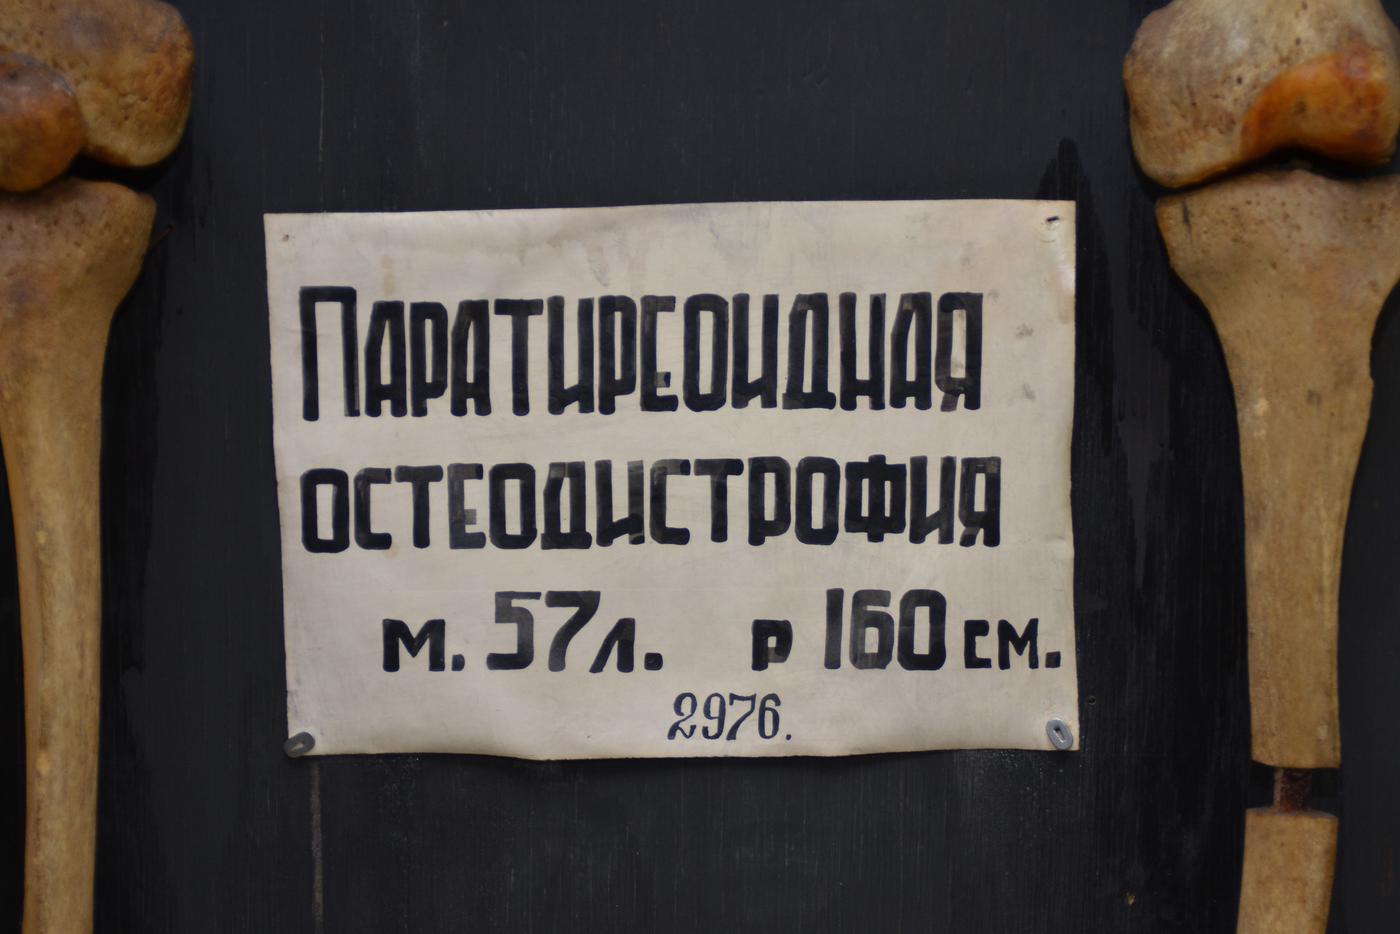 Паратиреоидная
остеодистрофия
м. 57л. р 160 см.
2976.